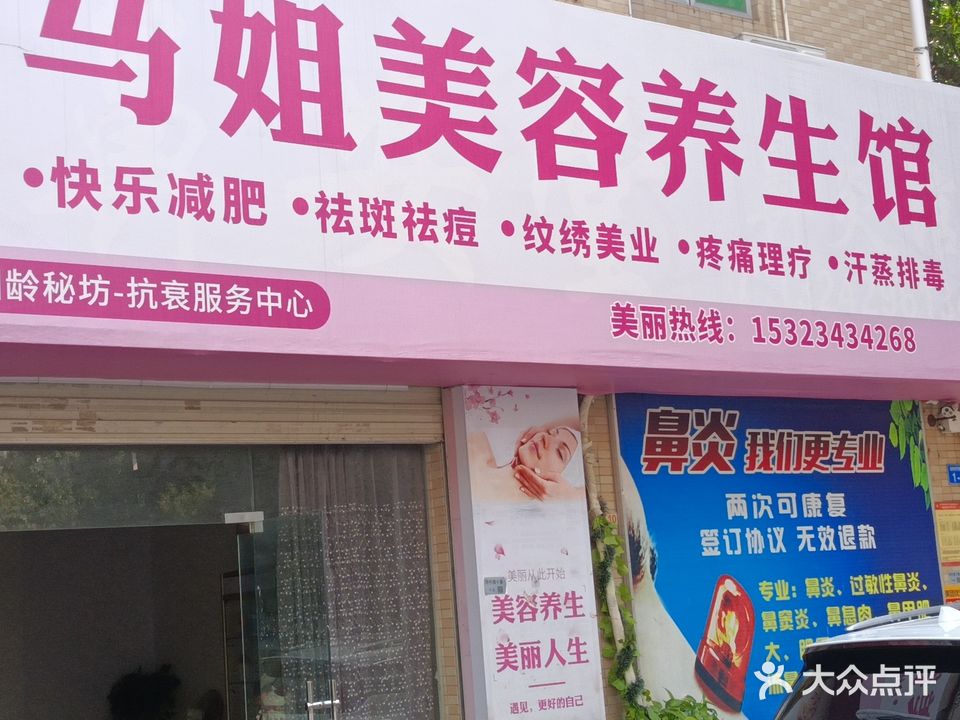 马姐美容养生馆
•快乐减肥 •祛斑祛痘 •纹绣美业 •疼痛理疗 •汗蒸排毒
龄秘坊-抗衰服务中心
美丽热线：15323434268
美丽从此开始
美容养生
美丽人生
遇见，更好的自己
鼻炎 我们更专业
两次可康复
签订协议 无效退款
专业：鼻炎、过敏性鼻炎、
鼻窦炎、鼻息肉、鼻甲肥
大、
大众点评